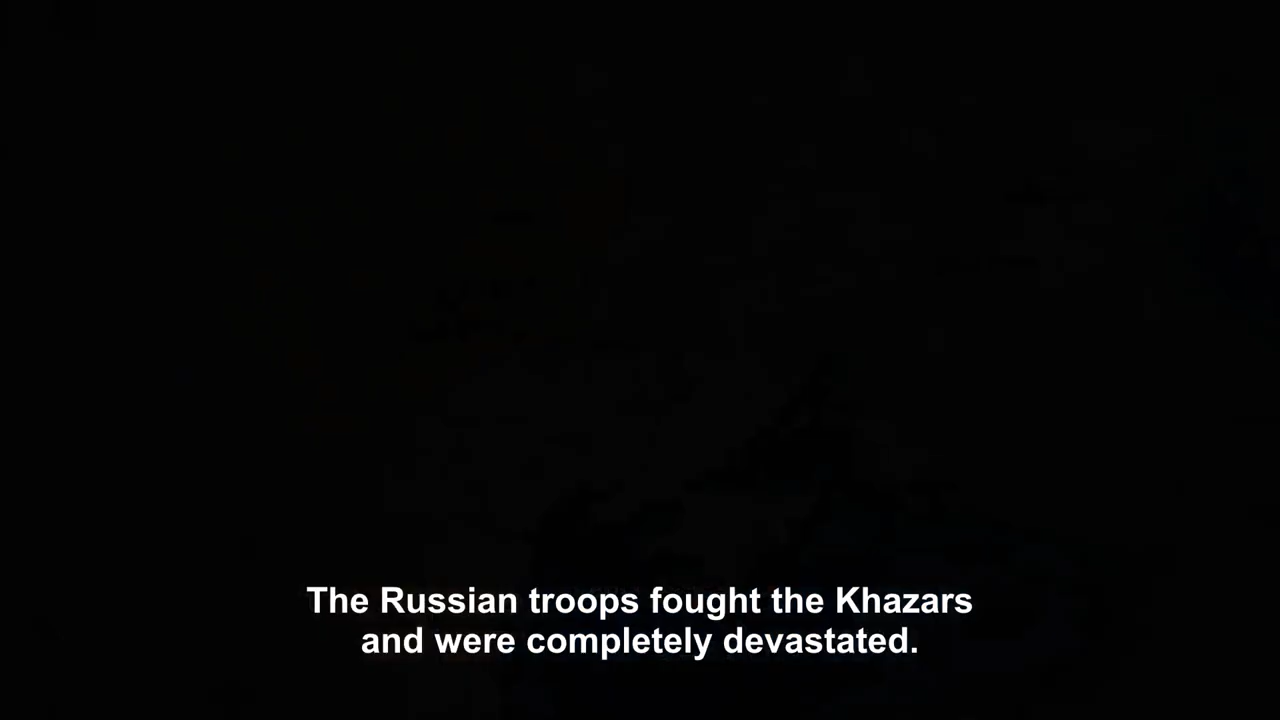 The Russian troops fought the Khazars
and were completely devastated.